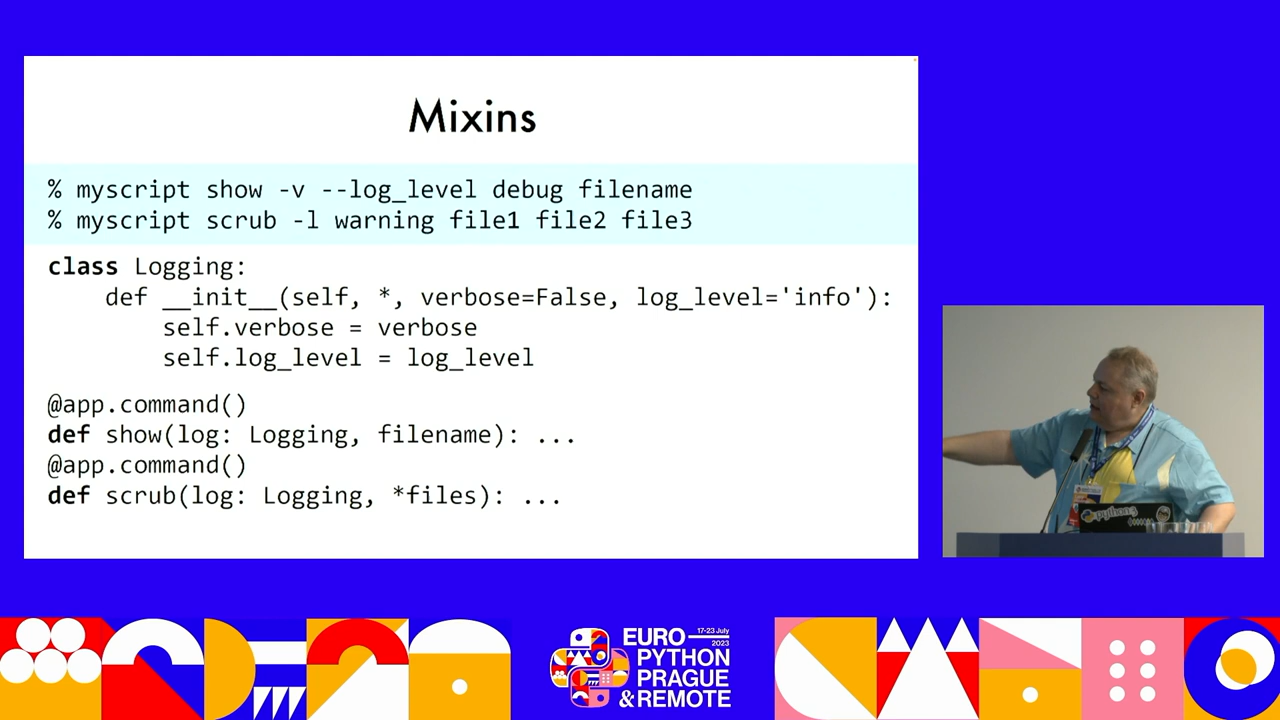 Mixins
% myscript show -v --log_level debug filename
% myscript scrub -l warning file1 file2 file3
class Logging:
    def __init__(self, *, verbose=False, log_level='info'):
        self.verbose = verbose
        self.log_level = log_level
@app.command()
def show(log: Logging, filename): ...
@app.command()
def scrub(log: Logging, *files): ...
python3
EURO
17-23 July
2023
PYTHON
PRAGUE
& REMOTE